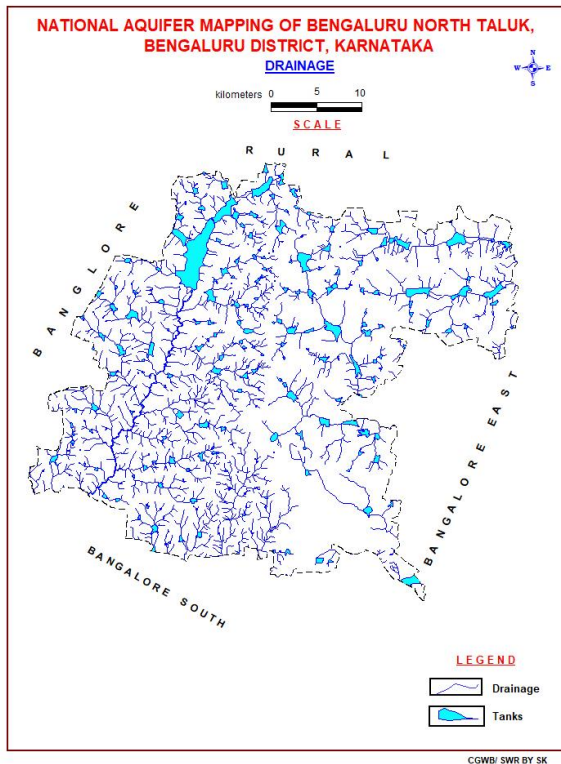 NATIONAL AQUIFER MAPPING OF BENGALURU NORTH TALUK,
BENGALURU DISTRICT, KARNATAKA
DRAINAGE
N
W E
S
kilometers 0 5 10
SCALE
RURAL
BANGLORE
BANGALORE EAST
BANGALORE SOUTH
LEGEND
Drainage
Tanks
CGWB/ SWR BY SK